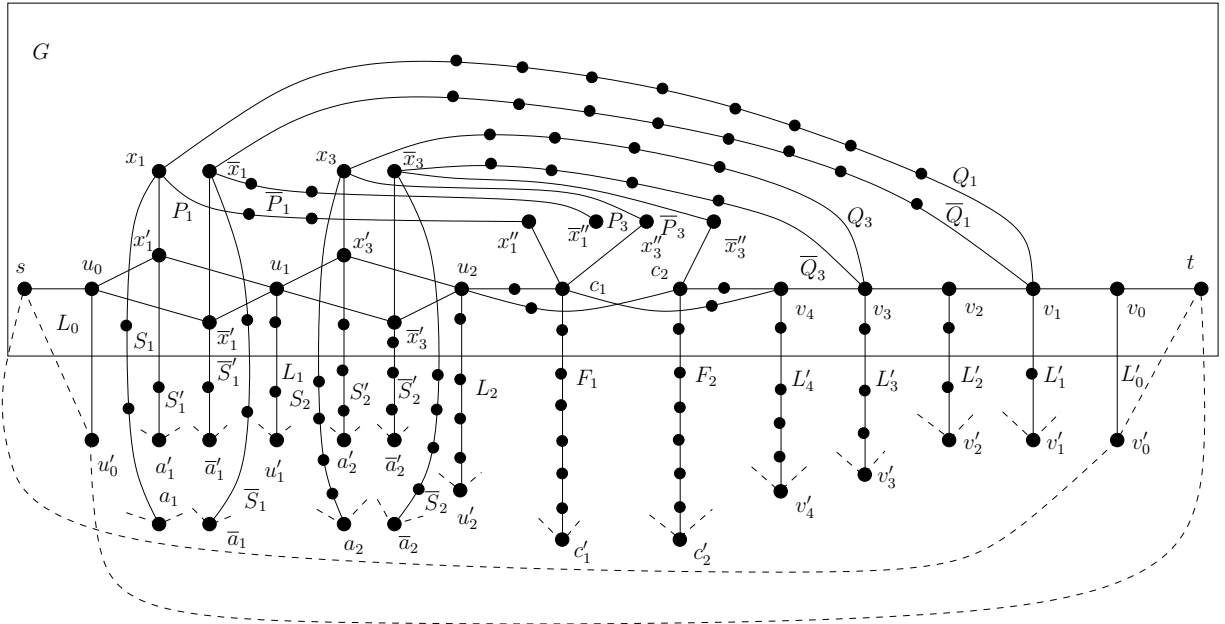 G
x₁ x̅₁ x₃ x̅₃ Q₁
P₁ P̅₁ P₃ P̅₃ Q₃ Q̅₁
x′₁ x′₃ x″₁ x̅″₁ x″₃ x̅″₃
s u₀ u₁ u₂ c₁ c₂ Q̅₃ t
v₄ v₃ v₂ v₁ v₀
L₀ S₁ x̅′₁ x̅′₃
S̅′₁ L₁ S₂ S′₂ S̅′₂ L₂ F₁ F₂ L′₄ L′₃ L′₂ L′₁ L′₀
S′₁
u′₀ a′₁ a̅′₁ u′₁ a′₂ a̅′₂ v′₃ v′₂ v′₁ v′₀
a₁ S̅₁ S̅₂ u′₂ v′₄
a̅₁ a₂ a̅₂ c′₁ c′₂